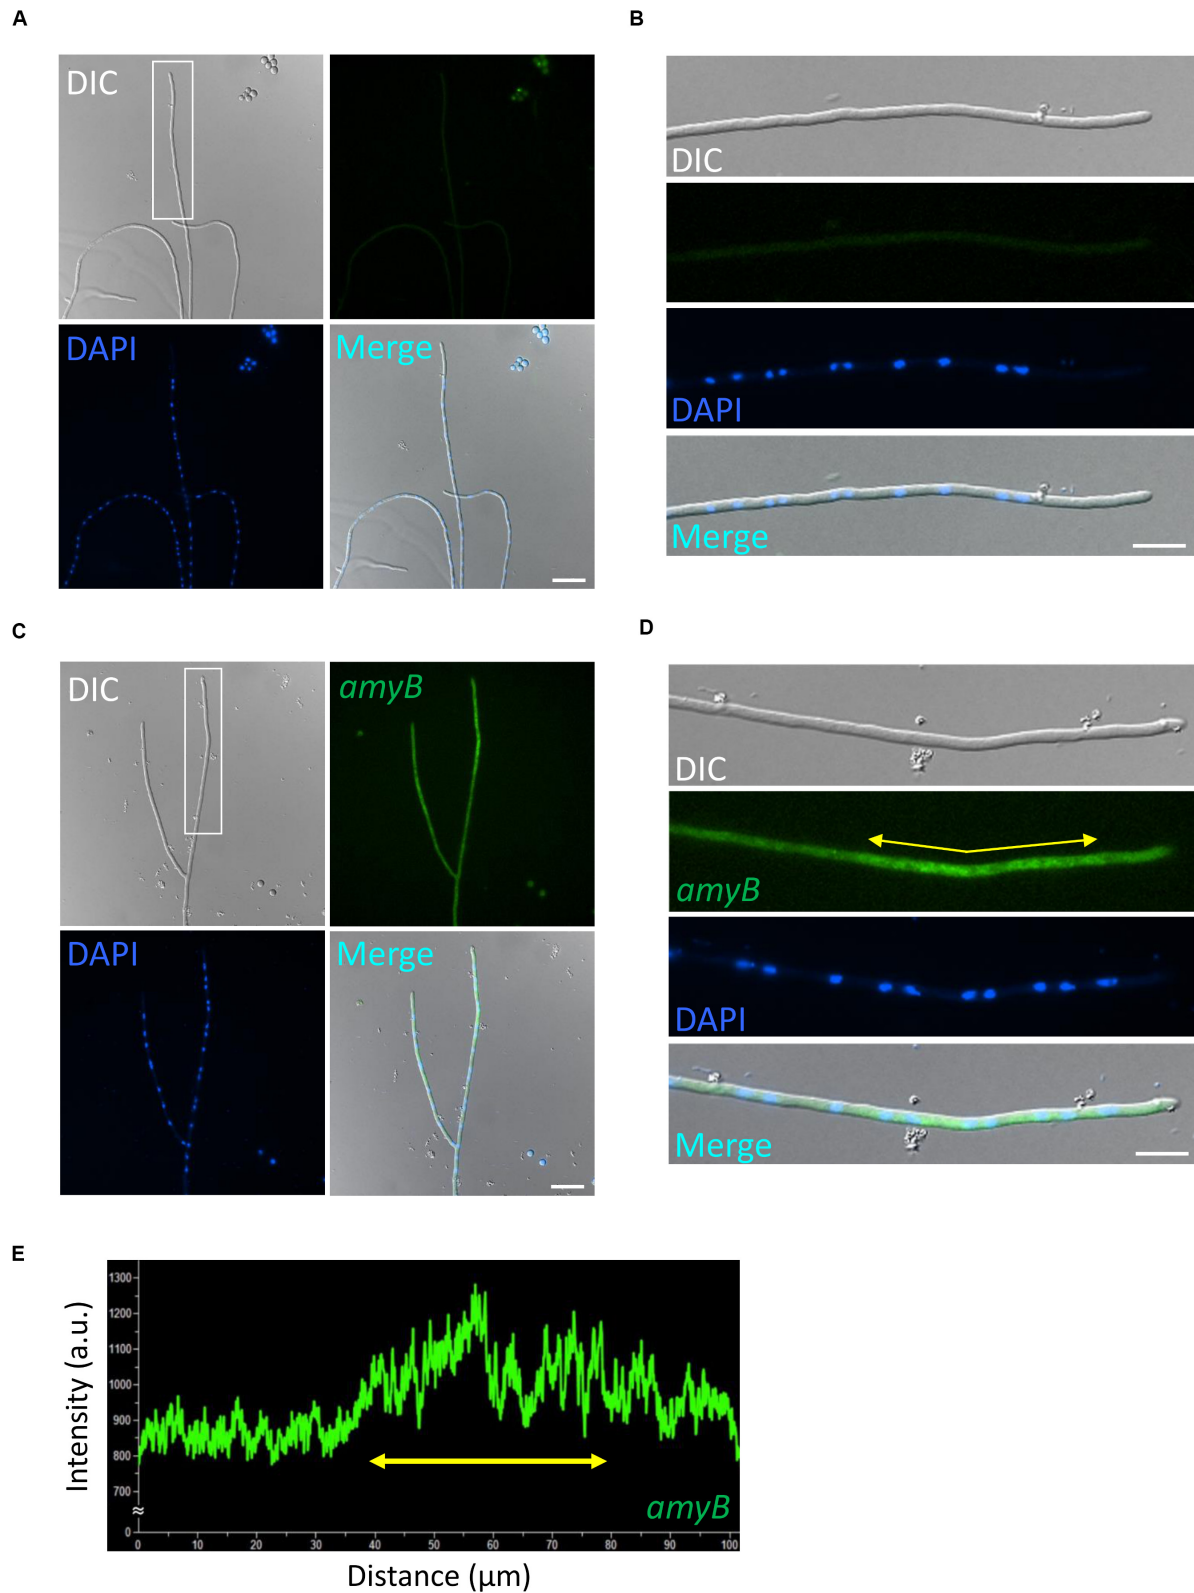 A
B
DIC
DAPI
Merge
DIC
DAPI
Merge
C
D
DIC
amyB
DAPI
Merge
DIC
amyB
DAPI
Merge
E
Intensity (a.u.)
1300
1200
1100
1000
900
800
700
≈
0
amyB
0 10 20 30 40 50 60 70 80 90 100
Distance (μm)